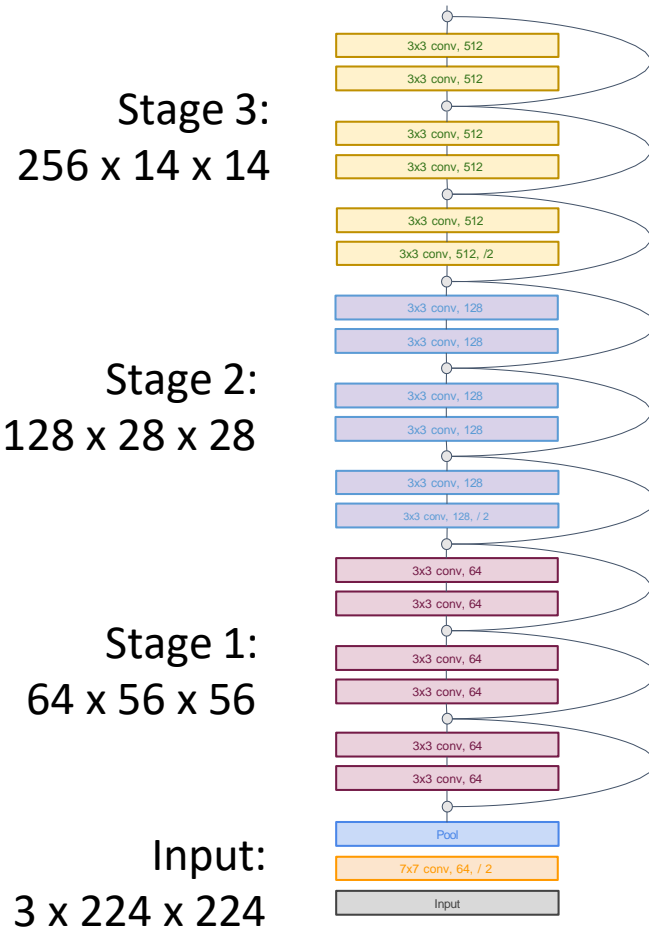 3x3 conv, 512
3x3 conv, 512
Stage 3:
256 x 14 x 14
3x3 conv, 512
3x3 conv, 512
3x3 conv, 512
3x3 conv, 512, /2
3x3 conv, 128
3x3 conv, 128
Stage 2:
128 x 28 x 28
3x3 conv, 128
3x3 conv, 128
3x3 conv, 128
3x3 conv, 128, / 2
3x3 conv, 64
3x3 conv, 64
Stage 1:
64 x 56 x 56
3x3 conv, 64
3x3 conv, 64
3x3 conv, 64
3x3 conv, 64
Pool
Input:
3 x 224 x 224
7x7 conv, 64, / 2
Input